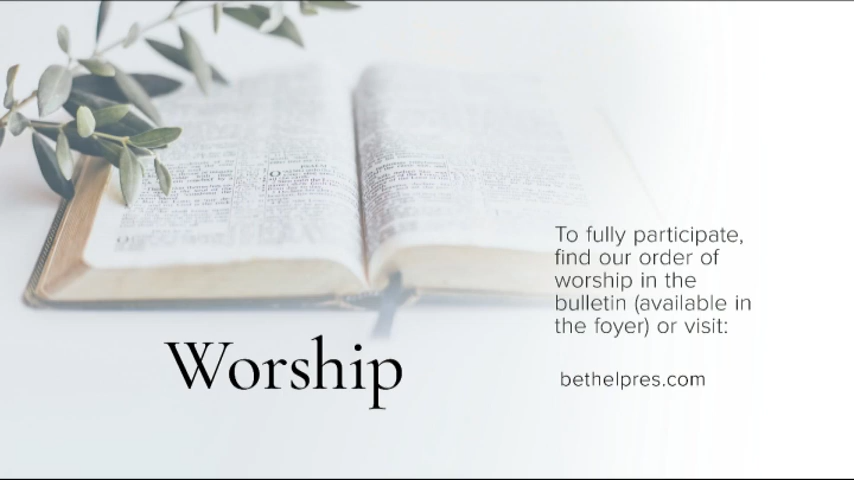 Worship
To fully participate,
find our order of
worship in the
bulletin (available in
the foyer) or visit:
bethelpres.com